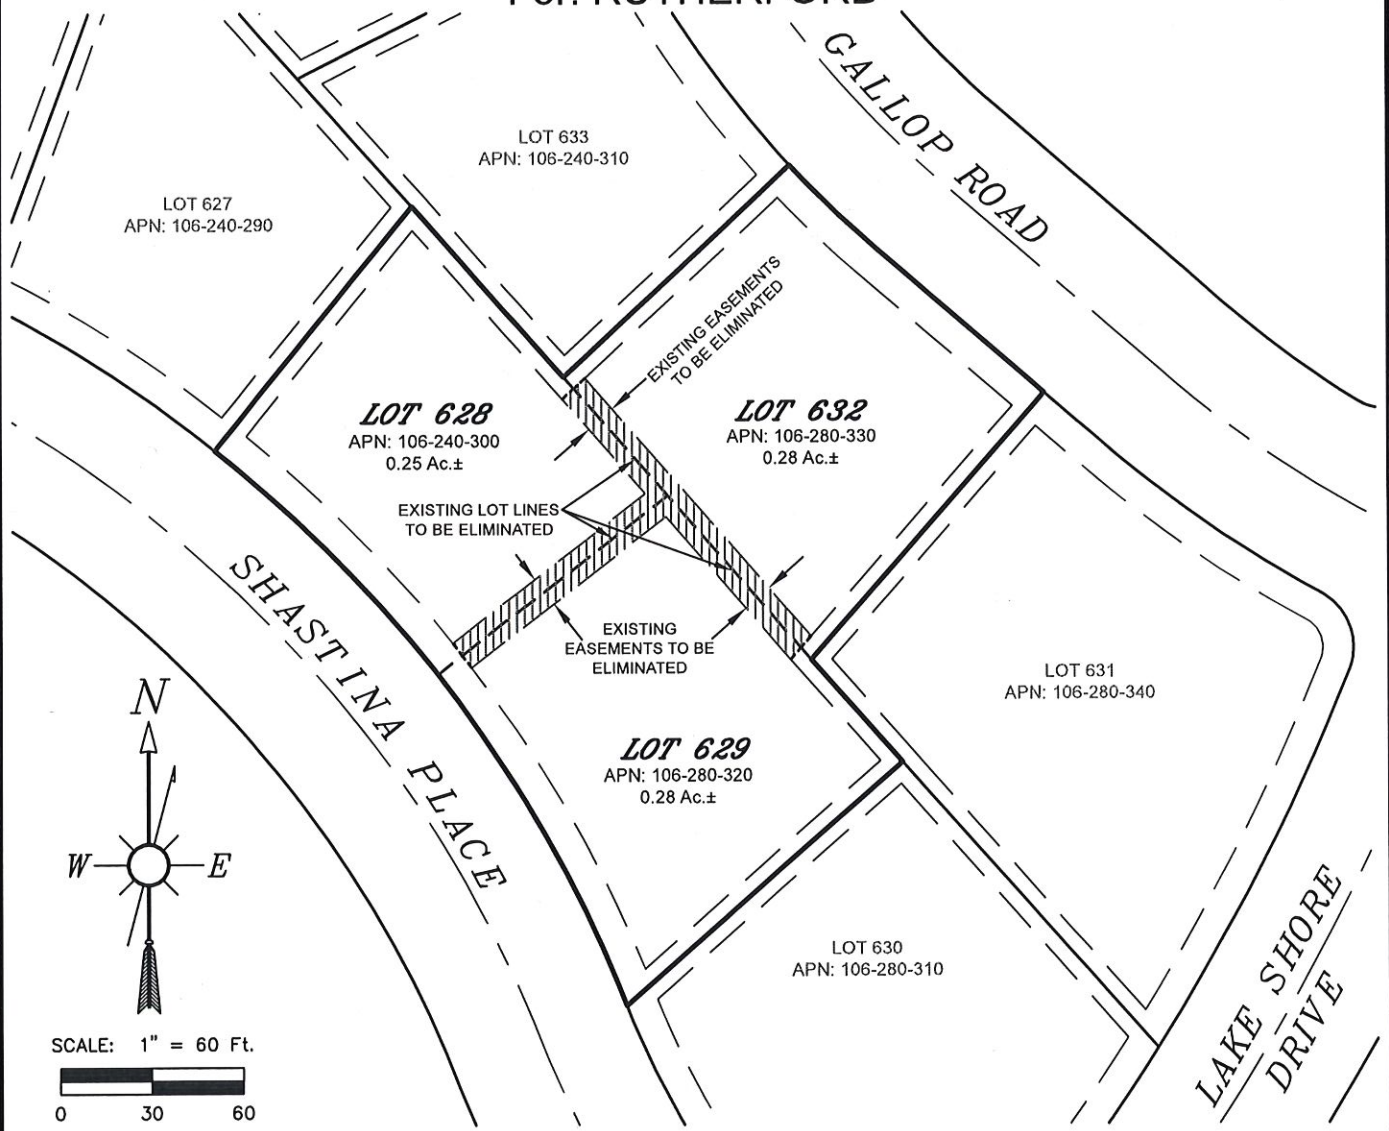 For: RUTHERFORD
GALLOP ROAD
LOT 633
APN: 106-240-310
LOT 627
APN: 106-240-290
EXISTING EASEMENTS
TO BE ELIMINATED
LOT 628
APN: 106-240-300
0.25 Ac.±
LOT 632
APN: 106-280-330
0.28 Ac.±
EXISTING LOT LINES
TO BE ELIMINATED
SHASTINA PLACE
EXISTING
EASEMENTS TO BE
ELIMINATED
LOT 631
APN: 106-280-340
N
W E
LOT 629
APN: 106-280-320
0.28 Ac.±
LOT 630
APN: 106-280-310
LAKE SHORE
DRIVE
SCALE: 1" = 60 Ft.
0 30 60